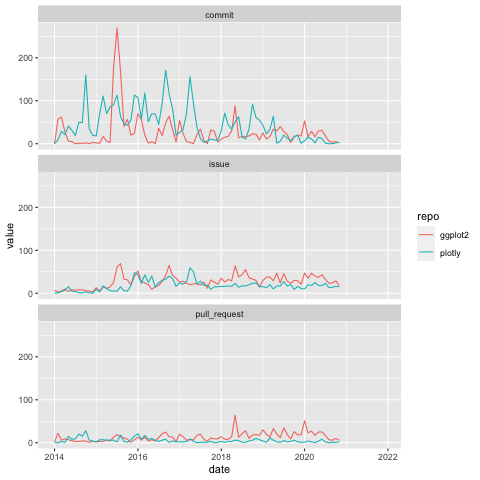 commit
200
100
0
issue
200
100
0
value
repo
ggplot2
plotly
pull_request
200
100
0
2014
2016
2018
2020
2022
date